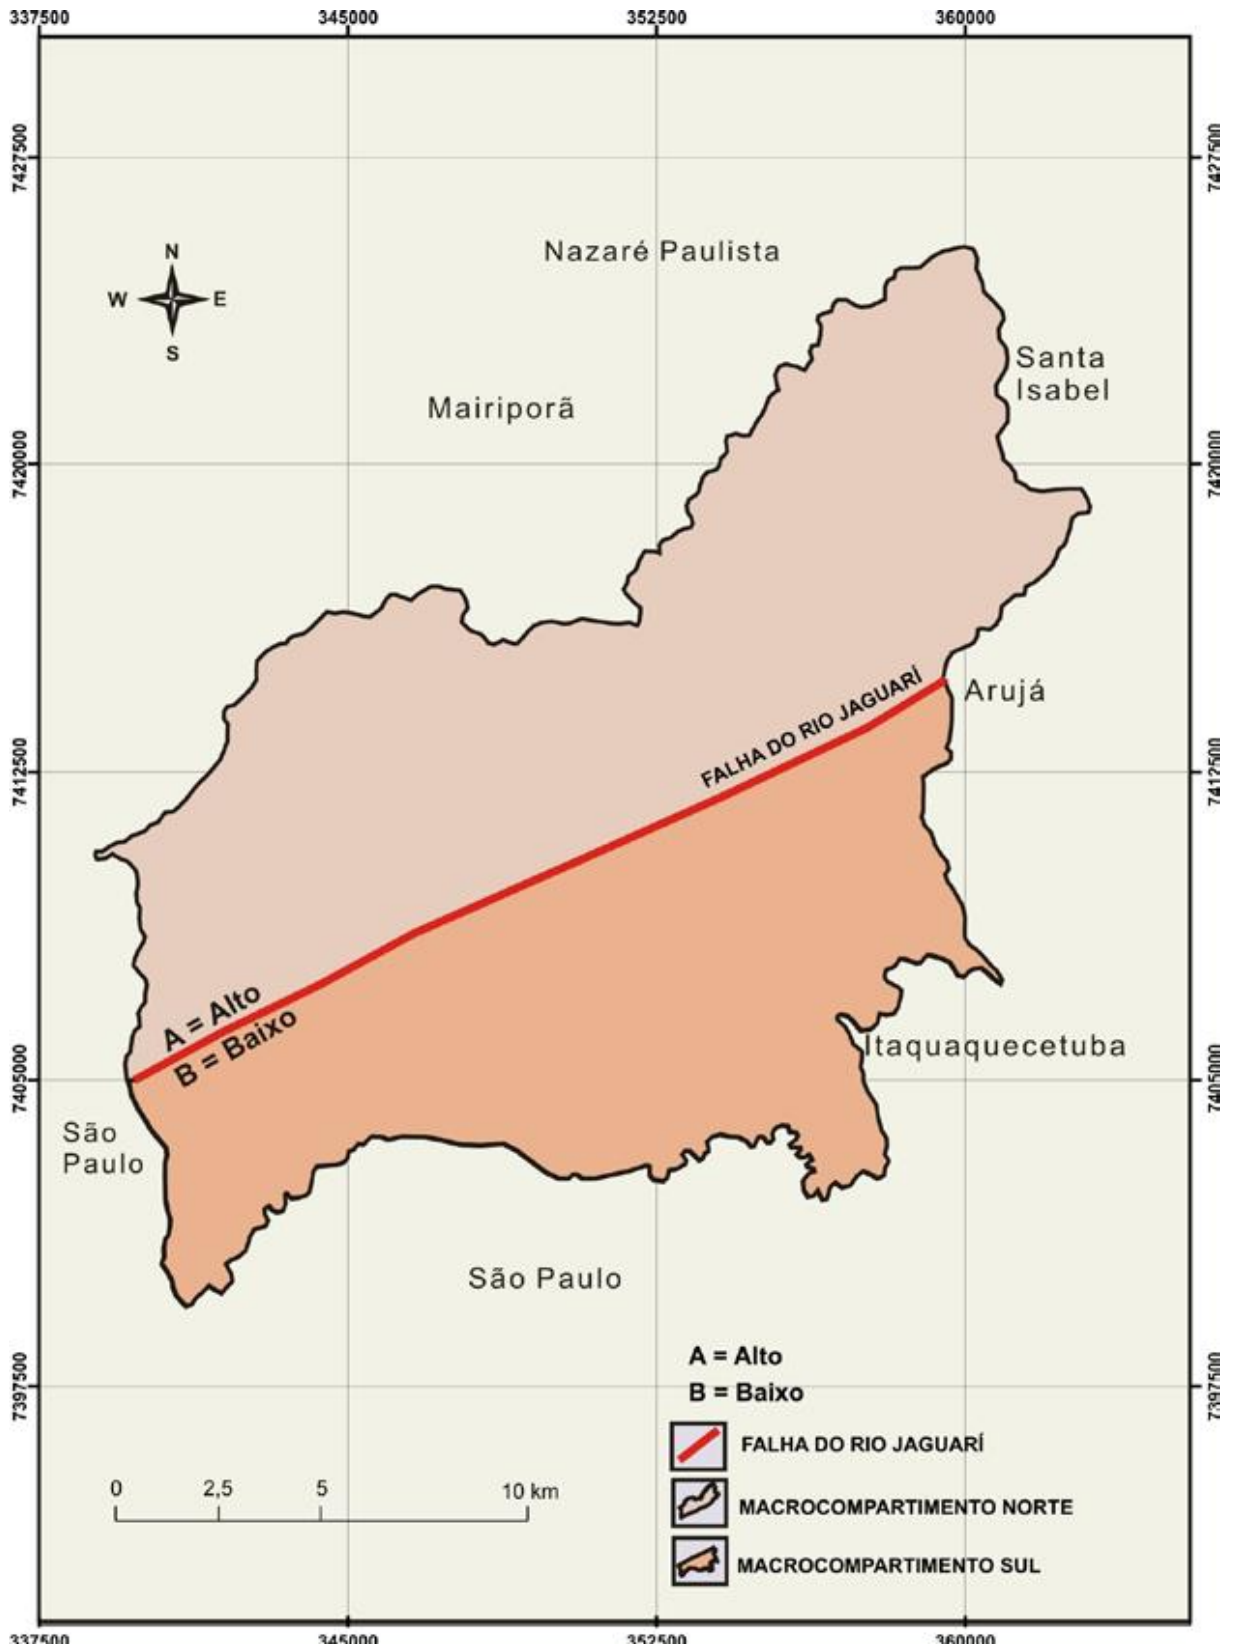 337500 345000 352500 360000
7427500 7427500
N
W E
S
Nazaré Paulista
Santa
Isabel
Mairiporã
7420000 7420000
FALHA DO RIO JAGUARÍ
Arujá
7412500 7412500
A = Alto
B = Baixo
Itaquaquecetuba
7405000 7405000
São
Paulo
São Paulo
A = Alto
B = Baixo
7397500 7397500
FALHA DO RIO JAGUARÍ
0 2,5 5 10 km
MACROCOMPARTIMENTO NORTE
MACROCOMPARTIMENTO SUL
337500 345000 352500 360000